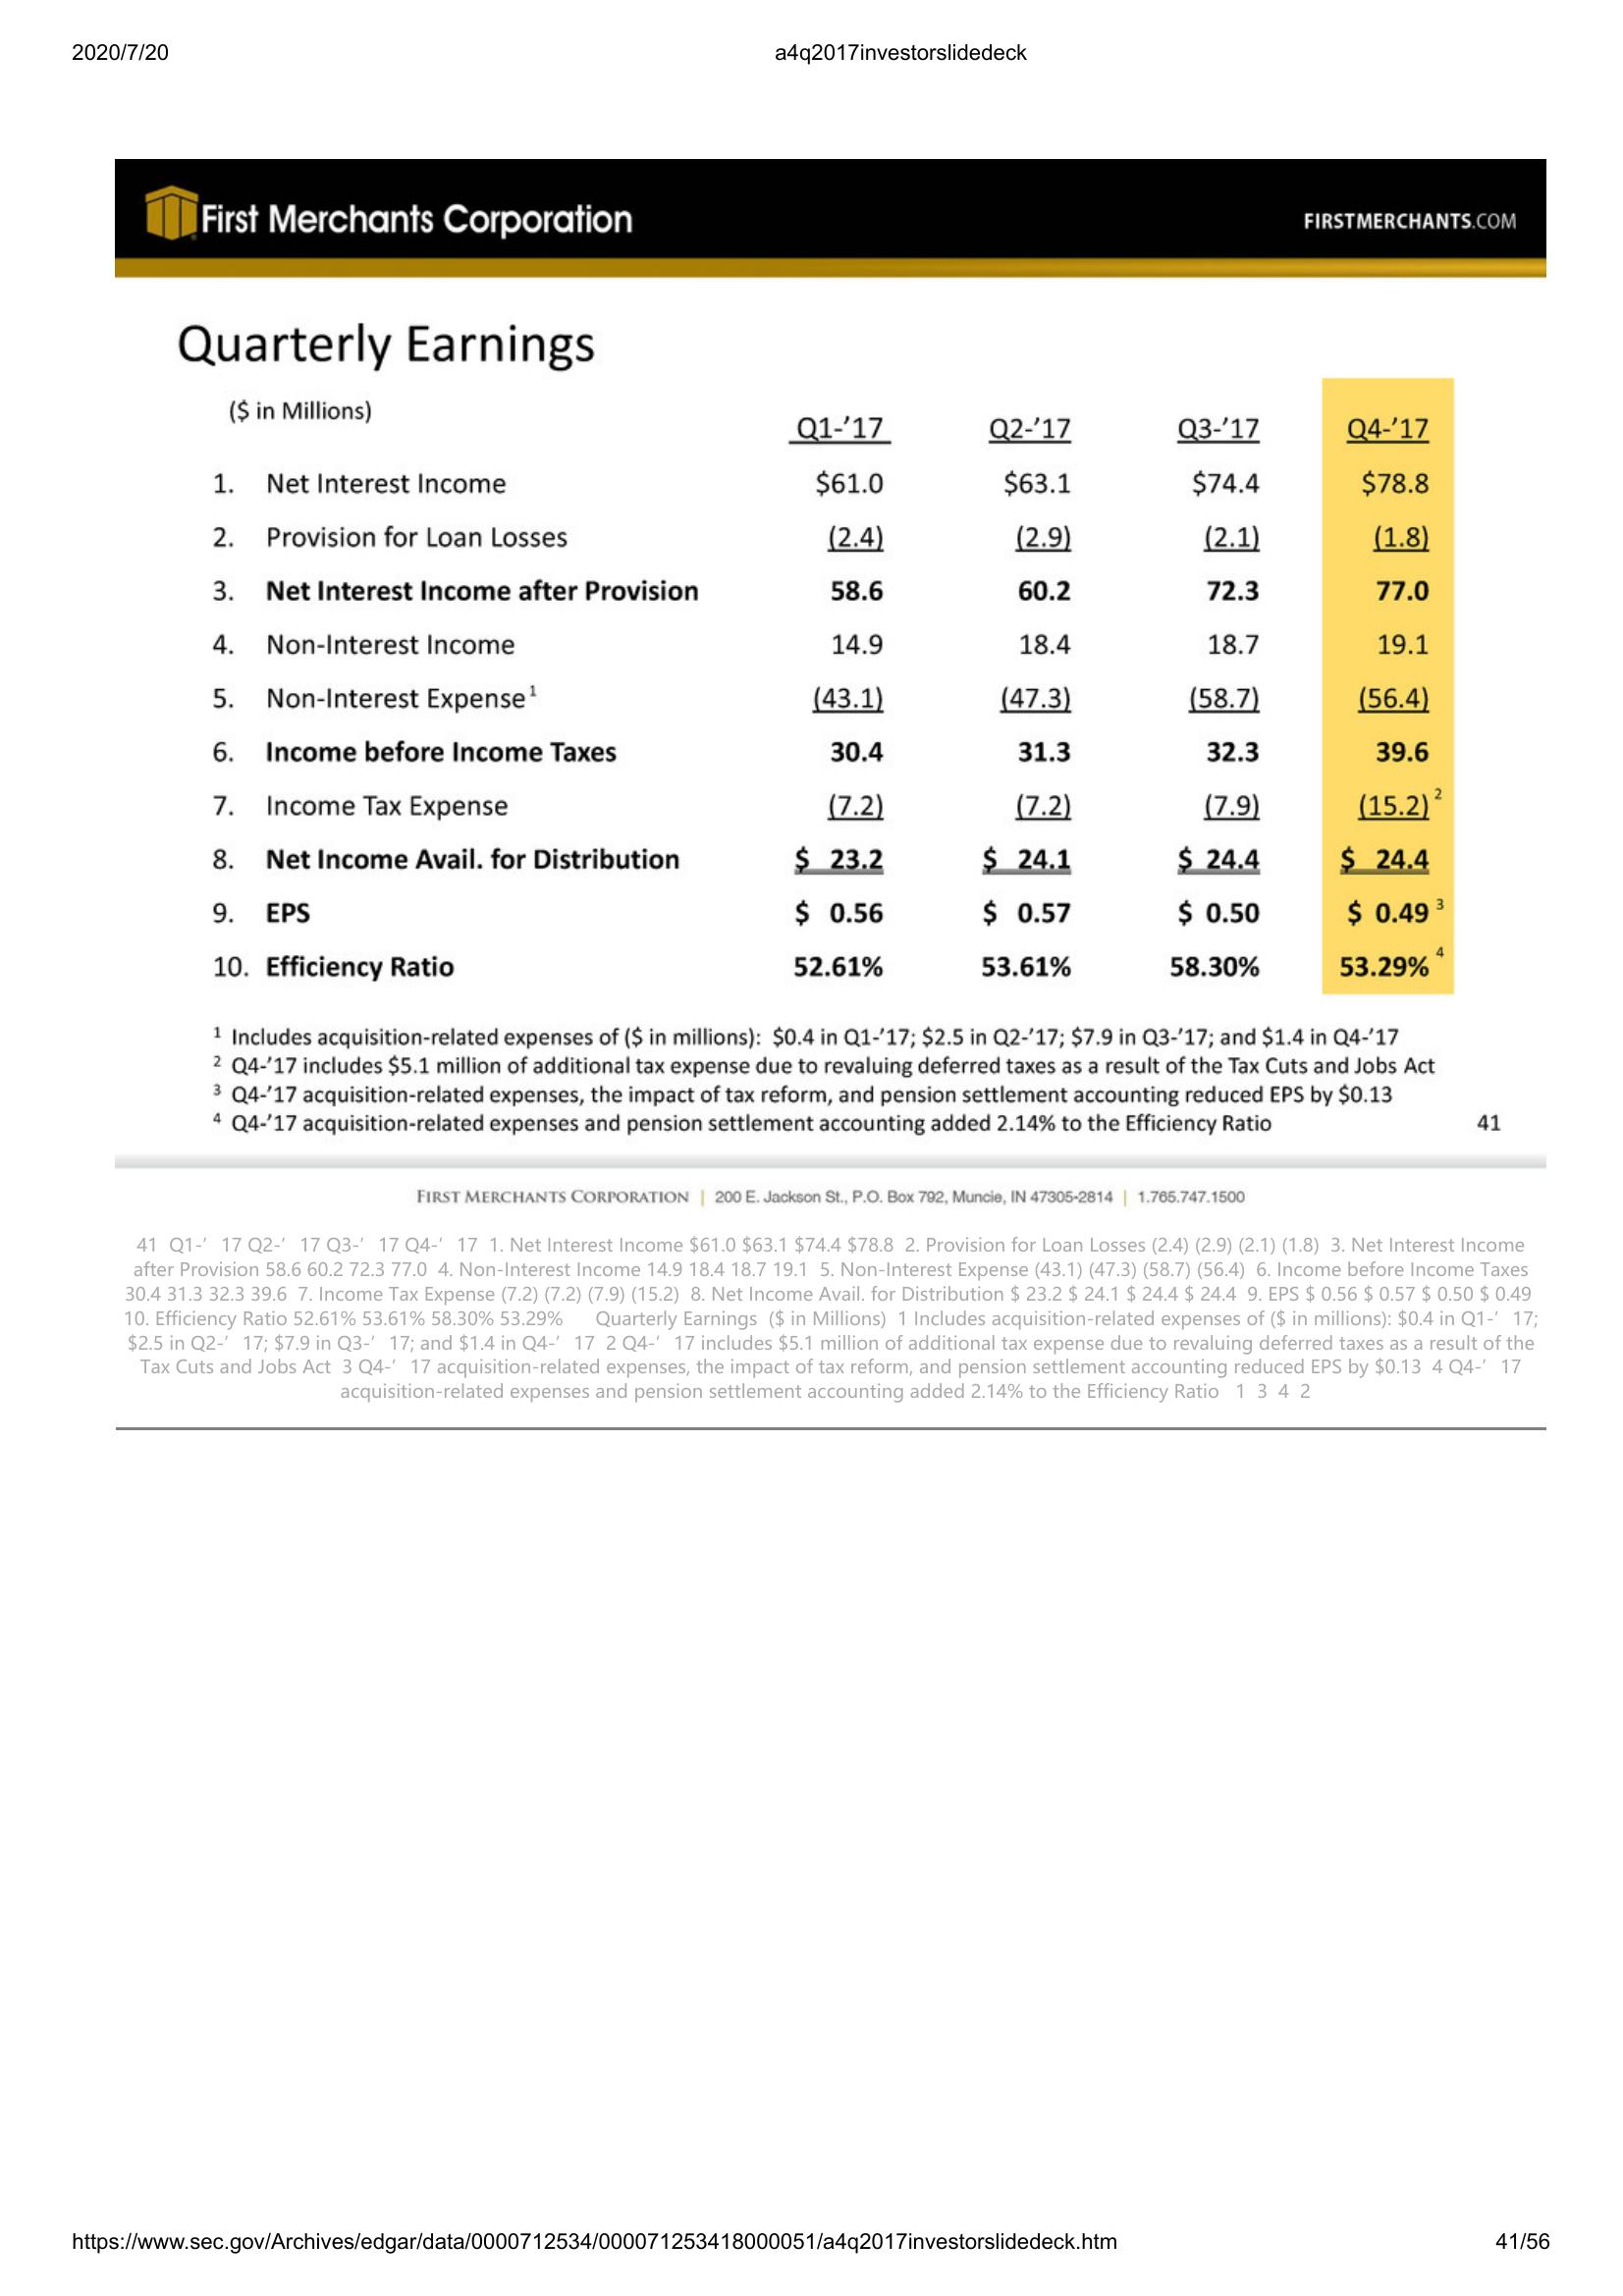 2020/7/20 a4q2017investorslidedeck
First Merchants Corporation FIRSTMERCHANTS.COM
Quarterly Earnings
($ in Millions)
Q1-’17 Q2-’17 Q3-’17 Q4-’17
1. Net Interest Income $61.0 $63.1 $74.4 $78.8
2. Provision for Loan Losses (2.4) (2.9) (2.1) (1.8)
3. Net Interest Income after Provision 58.6 60.2 72.3 77.0
4. Non-Interest Income 14.9 18.4 18.7 19.1
5. Non-Interest Expense 1 (43.1) (47.3) (58.7) (56.4)
6. Income before Income Taxes 30.4 31.3 32.3 39.6
7. Income Tax Expense (7.2) (7.2) (7.9) (15.2) 2
8. Net Income Avail. for Distribution $ 23.2 $ 24.1 $ 24.4 $ 24.4
9. EPS $ 0.56 $ 0.57 $ 0.50 $ 0.49 3
10. Efficiency Ratio 52.61% 53.61% 58.30% 53.29% 4
1 Includes acquisition-related expenses of ($ in millions): $0.4 in Q1-’17; $2.5 in Q2-’17; $7.9 in Q3-’17; and $1.4 in Q4-’17
2 Q4-’17 includes $5.1 million of additional tax expense due to revaluing deferred taxes as a result of the Tax Cuts and Jobs Act
3 Q4-’17 acquisition-related expenses, the impact of tax reform, and pension settlement accounting reduced EPS by $0.13
4 Q4-’17 acquisition-related expenses and pension settlement accounting added 2.14% to the Efficiency Ratio 41
FIRST MERCHANTS CORPORATION | 200 E. Jackson St., P.O. Box 792, Muncie, IN 47305-2814 | 1.765.747.1500
41 Q1-’17 Q2-’17 Q3-’17 Q4-’17 1. Net Interest Income $61.0 $63.1 $74.4 $78.8 2. Provision for Loan Losses (2.4) (2.9) (2.1) (1.8) 3. Net Interest Income
after Provision 58.6 60.2 72.3 77.0 4. Non-Interest Income 14.9 18.4 18.7 19.1 5. Non-Interest Expense (43.1) (47.3) (58.7) (56.4) 6. Income before Income Taxes
30.4 31.3 32.3 39.6 7. Income Tax Expense (7.2) (7.2) (7.9) (15.2) 8. Net Income Avail. for Distribution $ 23.2 $ 24.1 $ 24.4 $ 24.4 9. EPS $ 0.56 $ 0.57 $ 0.50 $ 0.49
10. Efficiency Ratio 52.61% 53.61% 58.30% 53.29% Quarterly Earnings ($ in Millions) 1 Includes acquisition-related expenses of ($ in millions): $0.4 in Q1-’17;
$2.5 in Q2-’17; $7.9 in Q3-’17; and $1.4 in Q4-’17 2 Q4-’17 includes $5.1 million of additional tax expense due to revaluing deferred taxes as a result of the
Tax Cuts and Jobs Act 3 Q4-’17 acquisition-related expenses, the impact of tax reform, and pension settlement accounting reduced EPS by $0.13 4 Q4-’17
acquisition-related expenses and pension settlement accounting added 2.14% to the Efficiency Ratio 1 3 4 2
https://www.sec.gov/Archives/edgar/data/0000712534/000071253418000051/a4q2017investorslidedeck.htm 41/56